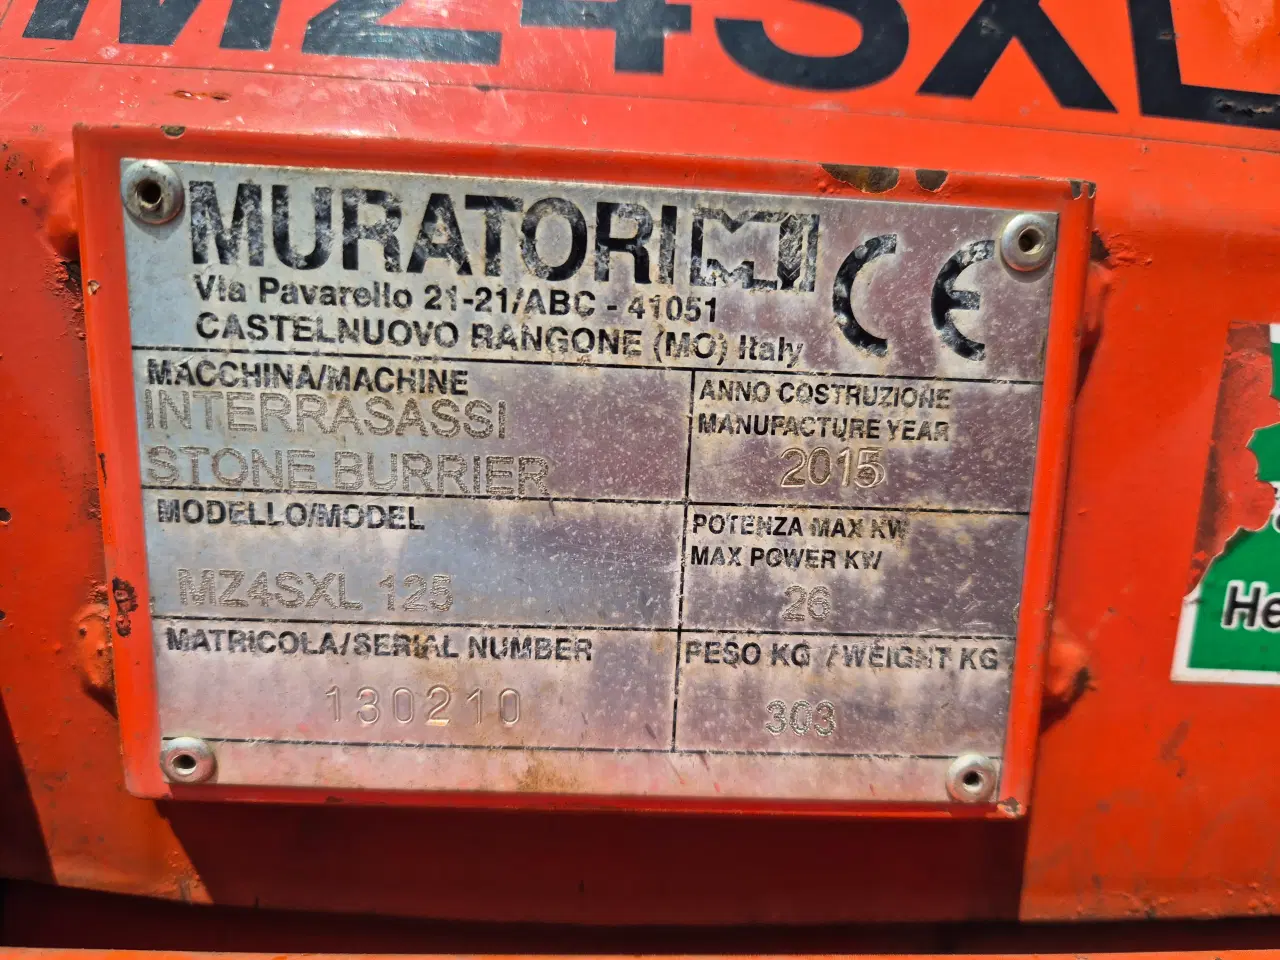 MZ4SXL
MURATORI
CE
Via Pavarello 21-21/ABC - 41051
CASTELNUOVO RANGONE (MO) Italy
MACCHINA/MACHINE
INTERRASASSI
STONE BURRIER
ANNO COSTRUZIONE
MANUFACTURE YEAR
2015
MODELLO/MODEL
MZ4SXL 125
POTENZA MAX KW
MAX POWER KW
26
MATRICOLA/SERIAL NUMBER
130210
PESO KG / WEIGHT KG
303